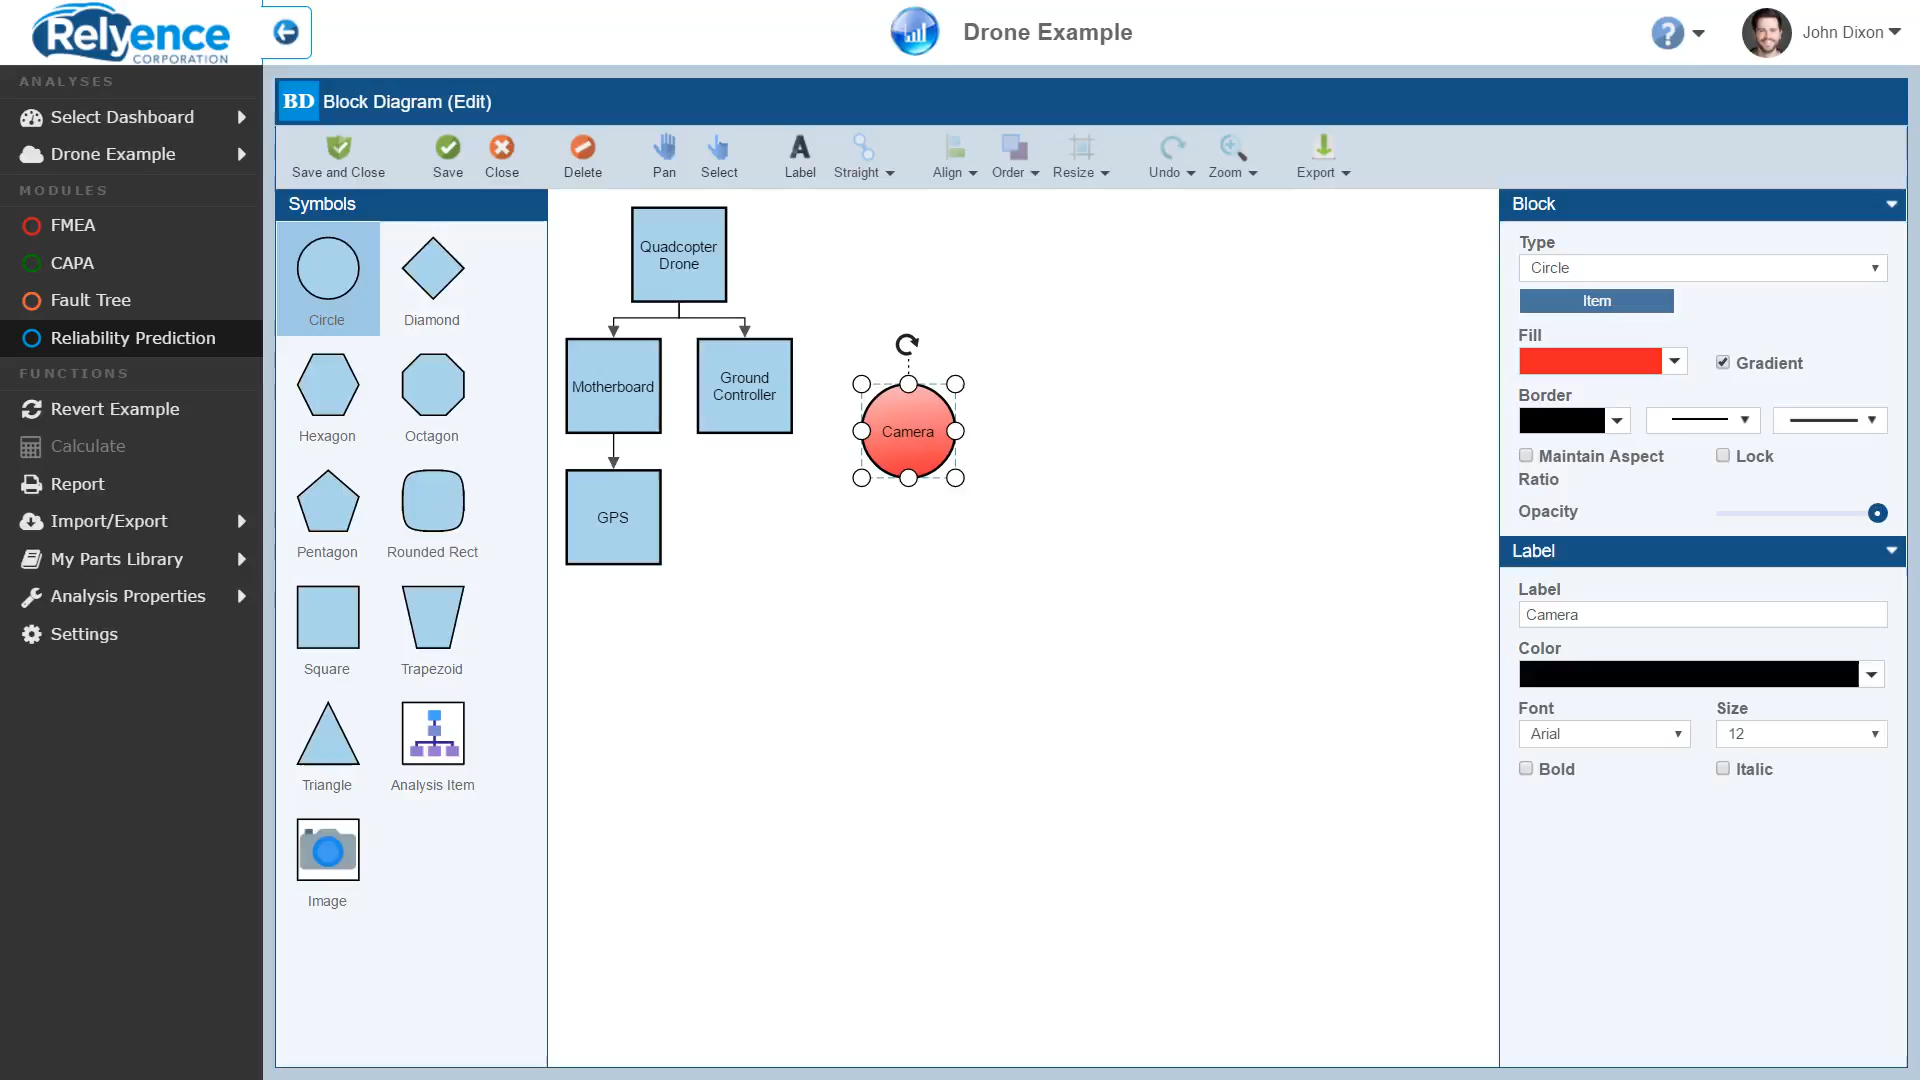 Relyence
CORPORATION
Drone Example
?
John Dixon
ANALYSES
Select Dashboard
Drone Example
MODULES
FMEA
CAPA
Fault Tree
Reliability Prediction
FUNCTIONS
Revert Example
Calculate
Report
Import/Export
My Parts Library
Analysis Properties
Settings
BD Block Diagram (Edit)
Save and Close
Save
Close
Delete
Pan
Select
A
Label
Straight
Align
Order
Resize
Undo
Zoom
Export
Symbols
Circle
Diamond
Hexagon
Octagon
Pentagon
Rounded Rect
Square
Trapezoid
Triangle
Analysis Item
Image
Quadcopter
Drone
Motherboard
Ground
Controller
GPS
Camera
Block
Type
Circle
Item
Fill
Gradient
Border
Maintain Aspect
Ratio
Lock
Opacity
Label
Label
Camera
Color
Font
Size
Arial
12
Bold
Italic